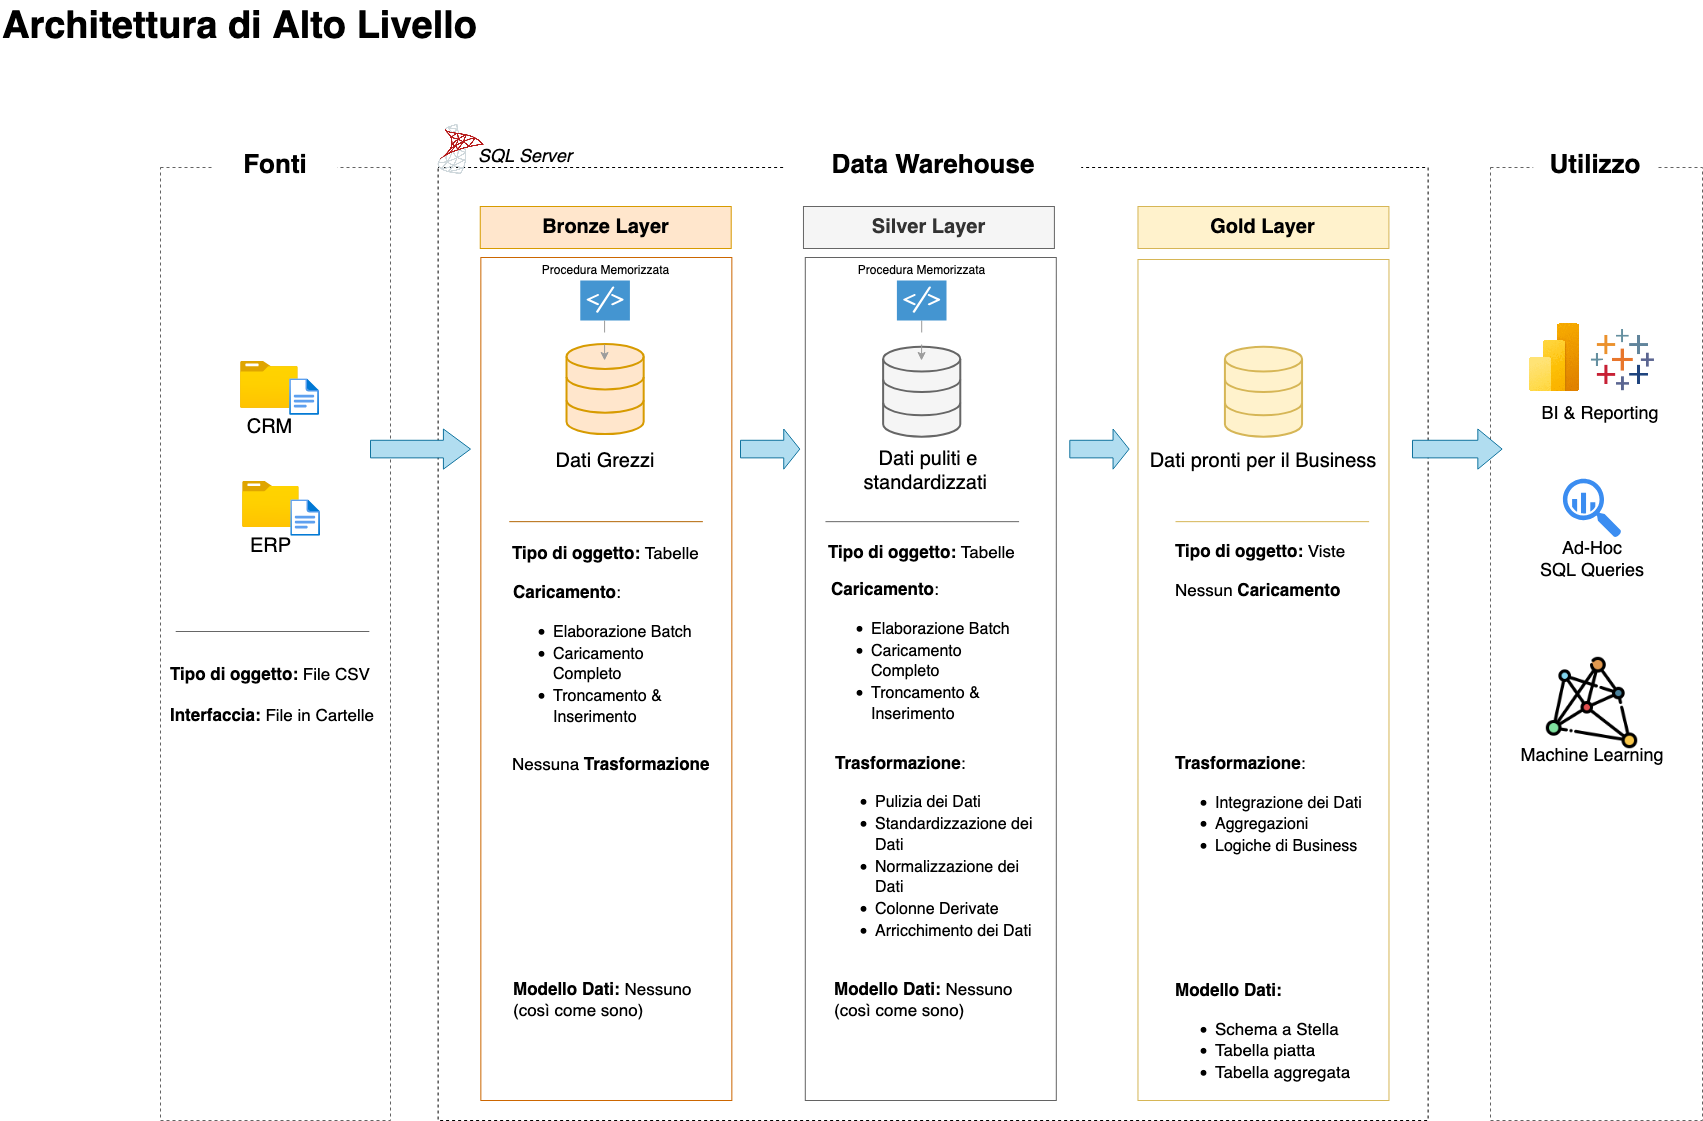 Architettura di Alto Livello
Fonti
CRM
ERP
Tipo di oggetto: File CSV
Interfaccia: File in Cartelle
SQL Server
Data Warehouse
Bronze Layer
Procedura Memorizzata
</>
Dati Grezzi
Tipo di oggetto: Tabelle
Caricamento:
• Elaborazione Batch
• Caricamento
Completo
• Troncamento &
Inserimento
Nessuna Trasformazione
Modello Dati: Nessuno
(così come sono)
Silver Layer
Procedura Memorizzata
</>
Dati puliti e
standardizzati
Tipo di oggetto: Tabelle
Caricamento:
• Elaborazione Batch
• Caricamento
Completo
• Troncamento &
Inserimento
Trasformazione:
• Pulizia dei Dati
• Standardizzazione dei
Dati
• Normalizzazione dei
Dati
• Colonne Derivate
• Arricchimento dei Dati
Modello Dati: Nessuno
(così come sono)
Gold Layer
Dati pronti per il Business
Tipo di oggetto: Viste
Nessun Caricamento
Trasformazione:
• Integrazione dei Dati
• Aggregazioni
• Logiche di Business
Modello Dati:
• Schema a Stella
• Tabella piatta
• Tabella aggregata
Utilizzo
BI & Reporting
Ad-Hoc
SQL Queries
Machine Learning